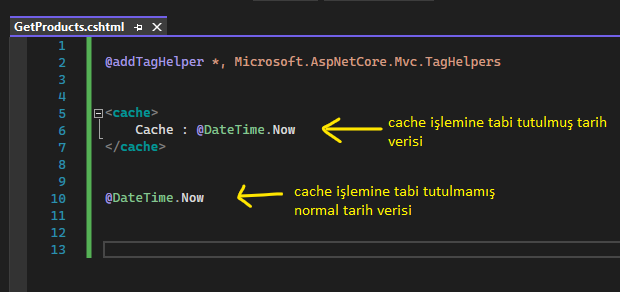 GetProducts.cshtml
1
2 @addTagHelper *, Microsoft.AspNetCore.Mvc.TagHelpers
3
4
5 <cache>
6 Cache : @DateTime.Now
7 </cache>
8
9
10 @DateTime.Now
11
12
13
cache işlemine tabi tutulmuş tarih
verisi
cache işlemine tabi tutulmamış
normal tarih verisi